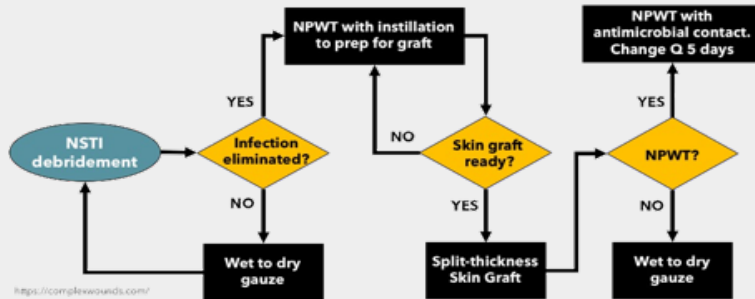 NPWT with instillation
to prep for graft
NPWT with
antimicrobial contact.
Change Q 5 days
YES
YES
NSTI
debridement
Infection
eliminated?
NO
Skin graft
ready?
NPWT?
NO
YES
NO
Wet to dry
gauze
Split-thickness
Skin Graft
Wet to dry
gauze
https://complexwounds.com/